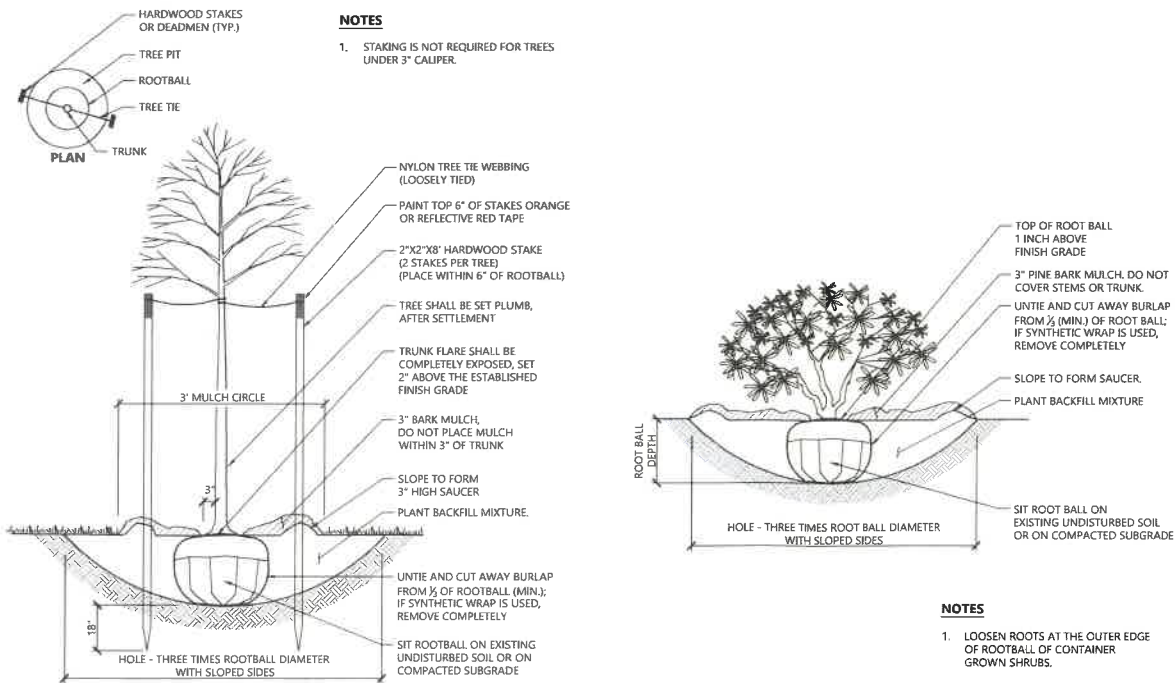 HARDWOOD STAKES
OR DEADMEN (TYP.)
TREE PIT
ROOTBALL
TREE TIE
TRUNK
PLAN
NOTES
1. STAKING IS NOT REQUIRED FOR TREES
UNDER 3" CALIPER.
NYLON TREE TIE WEBBING
(LOOSELY TIED)
PAINT TOP 6" OF STAKES ORANGE
OR REFLECTIVE RED TAPE
2"X2"X8' HARDWOOD STAKE
(2 STAKES PER TREE)
(PLACE WITHIN 6" OF ROOTBALL)
TREE SHALL BE SET PLUMB,
AFTER SETTLEMENT
TRUNK FLARE SHALL BE
COMPLETELY EXPOSED, SET
2" ABOVE THE ESTABLISHED
FINISH GRADE
3' MULCH CIRCLE
3" BARK MULCH,
DO NOT PLACE MULCH
WITHIN 3" OF TRUNK
3"
SLOPE TO FORM
3" HIGH SAUCER
PLANT BACKFILL MIXTURE.
UNTIE AND CUT AWAY BURLAP
FROM ⅓ OF ROOTBALL (MIN.);
IF SYNTHETIC WRAP IS USED,
REMOVE COMPLETELY
18"
SIT ROOTBALL ON EXISTING
UNDISTURBED SOIL OR ON
COMPACTED SUBGRADE
HOLE - THREE TIMES ROOTBALL DIAMETER
WITH SLOPED SIDES
TOP OF ROOT BALL
1 INCH ABOVE
FINISH GRADE
3" PINE BARK MULCH. DO NOT
COVER STEMS OR TRUNK.
UNTIE AND CUT AWAY BURLAP
FROM ⅓ (MIN.) OF ROOT BALL;
IF SYNTHETIC WRAP IS USED,
REMOVE COMPLETELY
SLOPE TO FORM SAUCER.
PLANT BACKFILL MIXTURE
ROOT BALL
DEPTH
SIT ROOT BALL ON
EXISTING UNDISTURBED SOIL
OR ON COMPACTED SUBGRADE
HOLE - THREE TIMES ROOT BALL DIAMETER
WITH SLOPED SIDES
NOTES
1. LOOSEN ROOTS AT THE OUTER EDGE
OF ROOTBALL OF CONTAINER
GROWN SHRUBS.